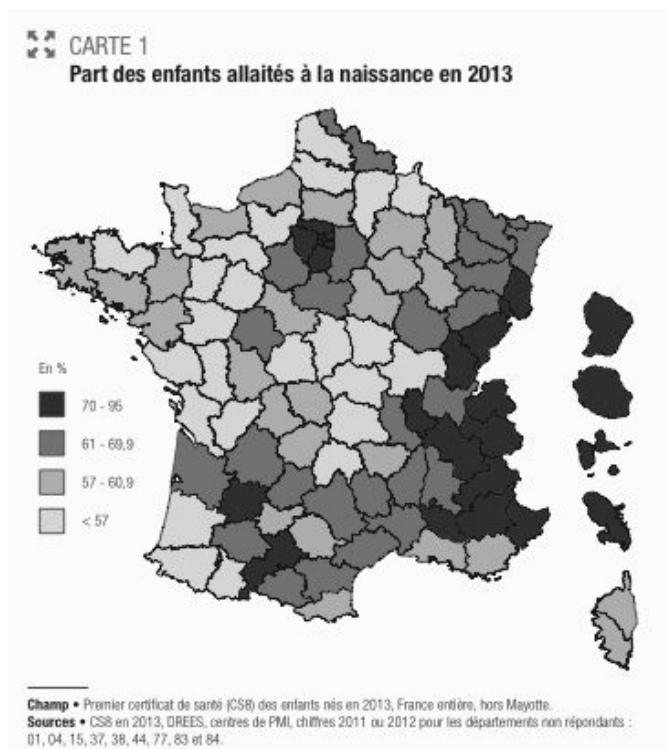 CARTE 1
Part des enfants allaités à la naissance en 2013
En %
70 - 95
61 - 69,9
57 - 60,9
< 57
Champ • Premier certificat de santé (CS8) des enfants nés en 2013, France entière, hors Mayotte.
Sources • CS8 en 2013, DREES, centres de PMI, chiffres 2011 ou 2012 pour les départements non répondants :
01, 04, 15, 37, 38, 44, 77, 83 et 84.